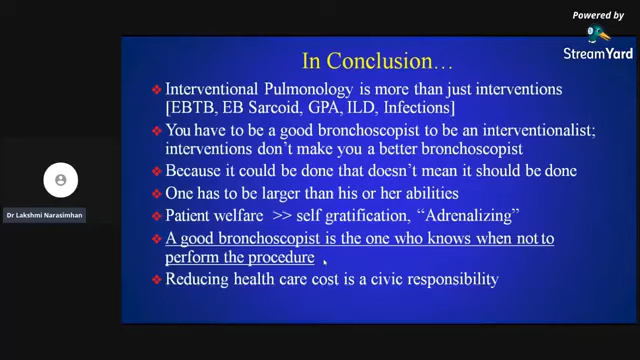 Powered by
StreamYard
In Conclusion…
Interventional Pulmonology is more than just interventions
[EBTB, EB Sarcoid, GPA, ILD, Infections]
You have to be a good bronchoscopist to be an interventionalist;
interventions don't make you a better bronchoscopist
Because it could be done that doesn't mean it should be done
One has to be larger than his or her abilities
Patient welfare >> self gratification, “Adrenalizing”
A good bronchoscopist is the one who knows when not to
perform the procedure
Reducing health care cost is a civic responsibility
Dr Lakshmi Narasimhan